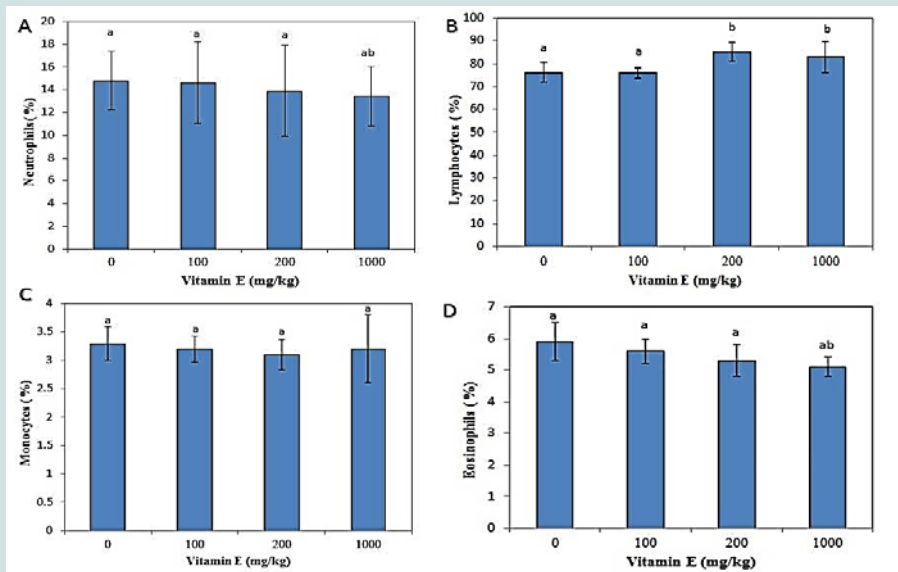 A
20
18
16
14
12
10
8
6
4
2
0
Neutrophils( %)
a a a ab
0 100 200 1000
Vitamin E (mg/kg)
B
100
90
80
70
60
50
40
30
20
10
0
Lymphocytes ( %)
a a b b
0 100 200 1000
Vitamin E (mg/kg)
C
4
3.5
3
2.5
2
1.5
1
0.5
0
Monocytes ( %)
a a a a
0 100 200 1000
Vitamin E (mg/kg)
D
7
6
5
4
3
2
1
0
Eosinophils ( %)
a a a ab
0 100 200 1000
Vitamin E (mg/kg)